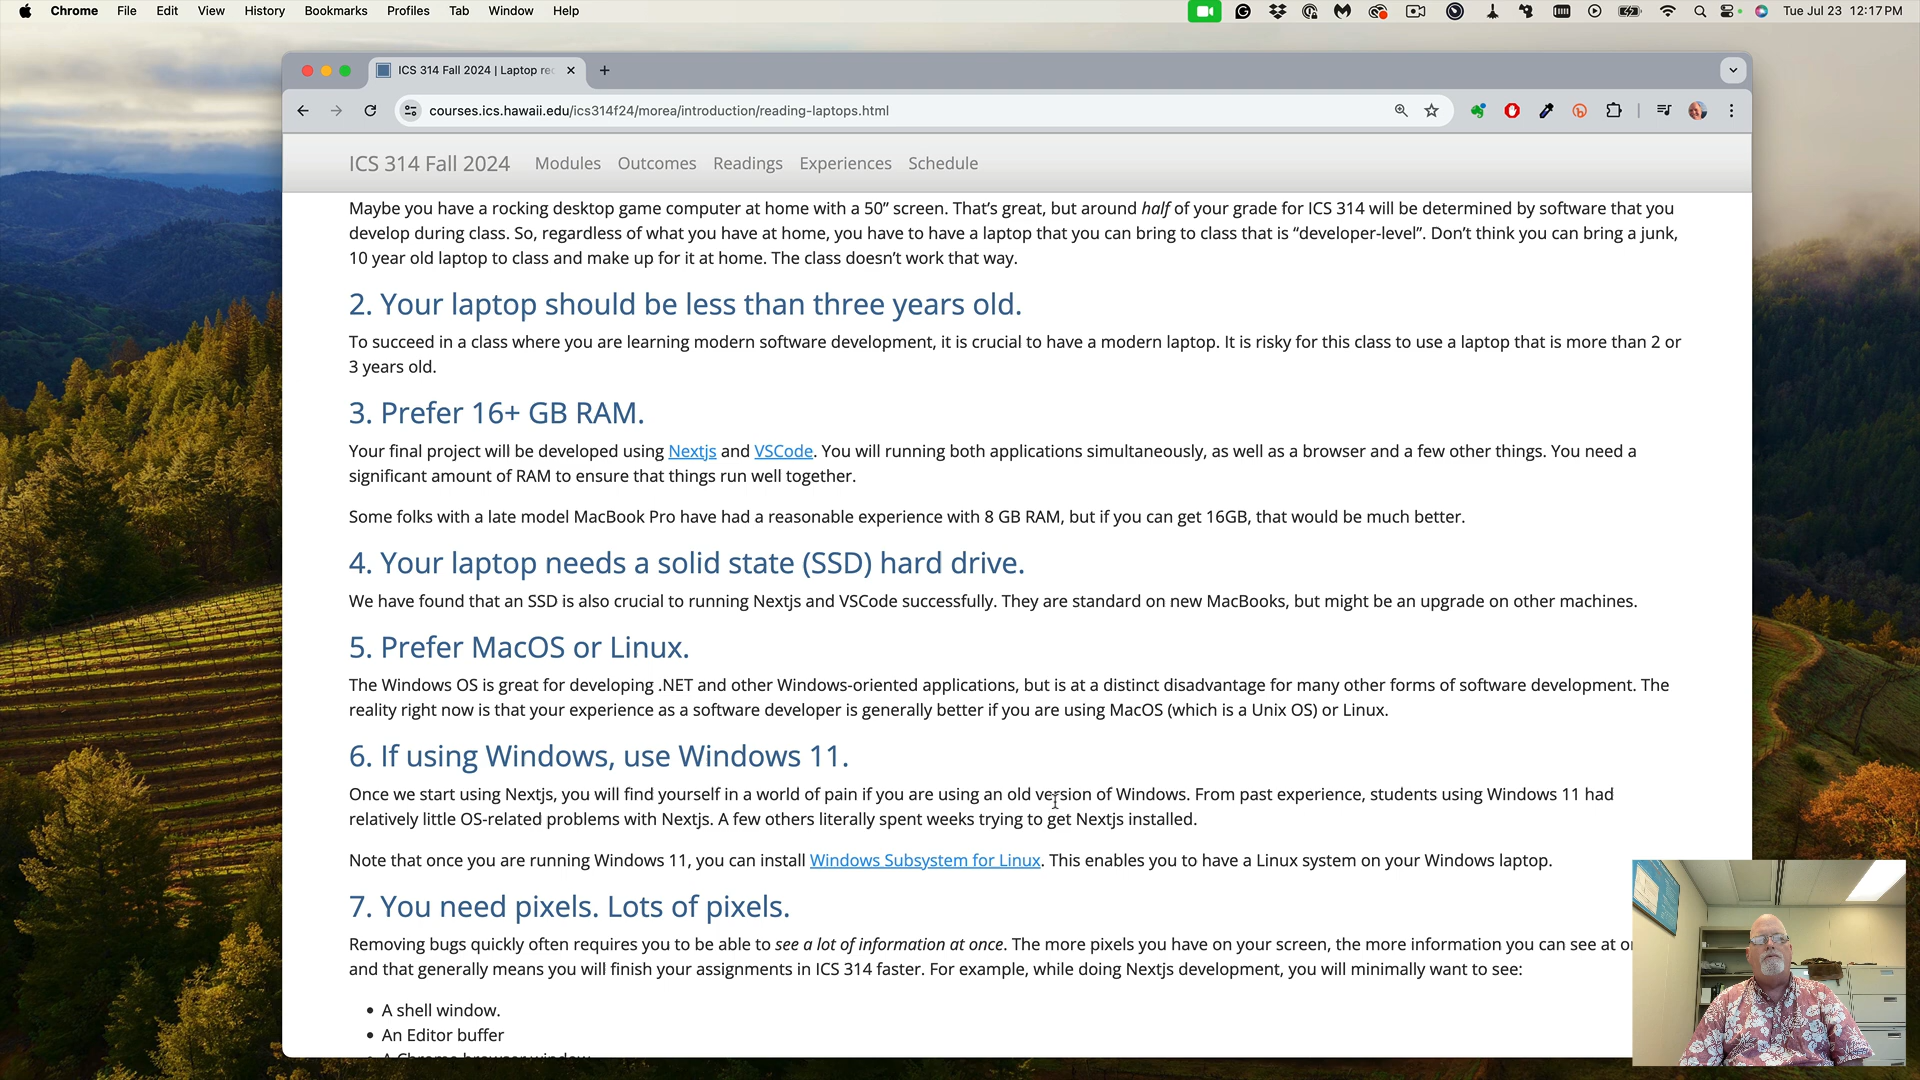 Chrome File Edit View History Bookmarks Profiles Tab Window Help Tue Jul 23 12:17 PM
ICS 314 Fall 2024 | Laptop rec
courses.ics.hawaii.edu/ics314f24/morea/introduction/reading-laptops.html
ICS 314 Fall 2024 Modules Outcomes Readings Experiences Schedule
Maybe you have a rocking desktop game computer at home with a 50” screen. That’s great, but around half of your grade for ICS 314 will be determined by software that you
develop during class. So, regardless of what you have at home, you have to have a laptop that you can bring to class that is “developer-level”. Don’t think you can bring a junk,
10 year old laptop to class and make up for it at home. The class doesn’t work that way.
2. Your laptop should be less than three years old.
To succeed in a class where you are learning modern software development, it is crucial to have a modern laptop. It is risky for this class to use a laptop that is more than 2 or
3 years old.
3. Prefer 16+ GB RAM.
Your final project will be developed using Nextjs and VSCode. You will running both applications simultaneously, as well as a browser and a few other things. You need a
significant amount of RAM to ensure that things run well together.
Some folks with a late model MacBook Pro have had a reasonable experience with 8 GB RAM, but if you can get 16GB, that would be much better.
4. Your laptop needs a solid state (SSD) hard drive.
We have found that an SSD is also crucial to running Nextjs and VSCode successfully. They are standard on new MacBooks, but might be an upgrade on other machines.
5. Prefer MacOS or Linux.
The Windows OS is great for developing .NET and other Windows-oriented applications, but is at a distinct disadvantage for many other forms of software development. The
reality right now is that your experience as a software developer is generally better if you are using MacOS (which is a Unix OS) or Linux.
6. If using Windows, use Windows 11.
Once we start using Nextjs, you will find yourself in a world of pain if you are using an old version of Windows. From past experience, students using Windows 11 had
relatively little OS-related problems with Nextjs. A few others literally spent weeks trying to get Nextjs installed.
Note that once you are running Windows 11, you can install Windows Subsystem for Linux. This enables you to have a Linux system on your Windows laptop.
7. You need pixels. Lots of pixels.
Removing bugs quickly often requires you to be able to see a lot of information at once. The more pixels you have on your screen, the more information you can see at
and that generally means you will finish your assignments in ICS 314 faster. For example, while doing Nextjs development, you will minimally want to see:
• A shell window.
• An Editor buffer
• A Chrome browser window